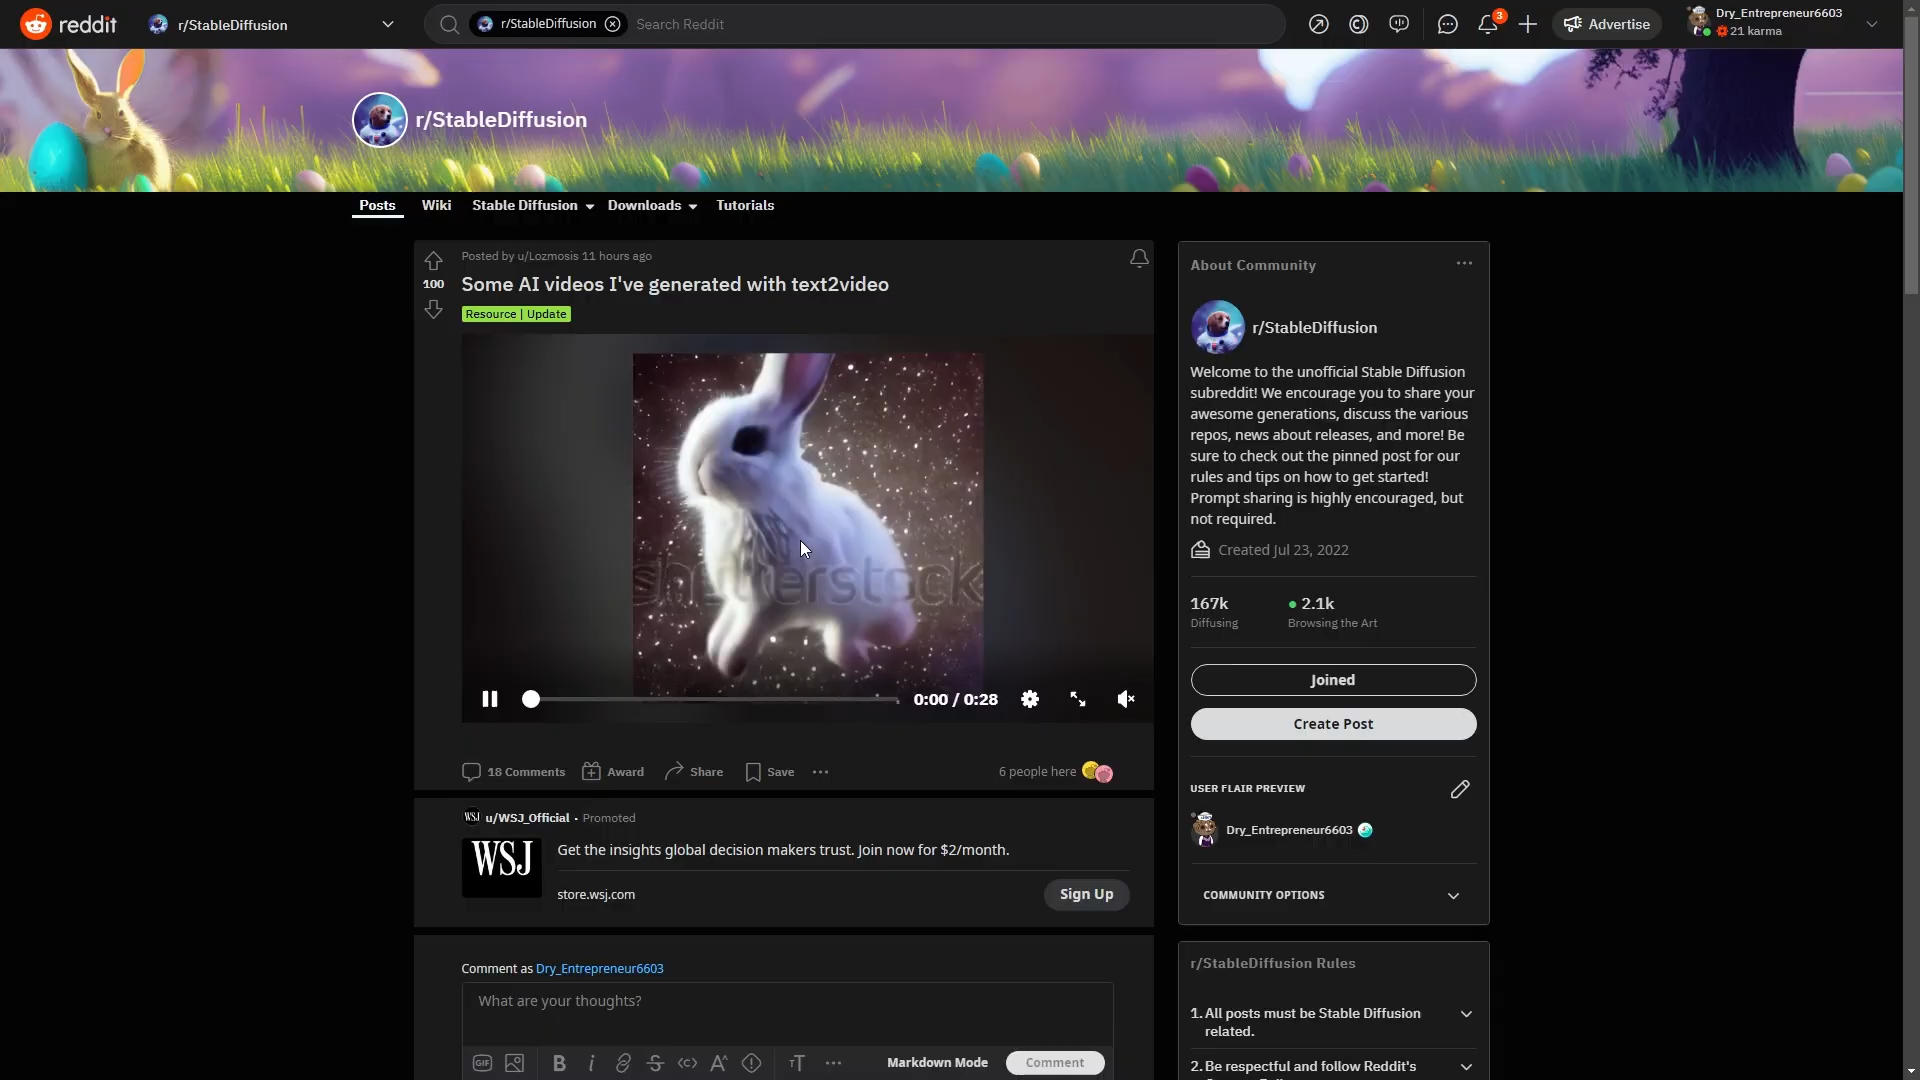 reddit
r/StableDiffusion
r/StableDiffusion
Search Reddit
3
Advertise
Dry_Entrepreneur6603
21 karma
r/StableDiffusion
Posts
Wiki
Stable Diffusion
Downloads
Tutorials
Posted by u/Lozmosis 11 hours ago
100
Some AI videos I've generated with text2video
Resource | Update
shutterstock
0:00 / 0:28
18 Comments
Award
Share
Save
6 people here
u/WSJ_Official · Promoted
WSJ
Get the insights global decision makers trust. Join now for $2/month.
store.wsj.com
Sign Up
Comment as Dry_Entrepreneur6603
What are your thoughts?
GIF
B
i
A
T
Markdown Mode
Comment
About Community
r/StableDiffusion
Welcome to the unofficial Stable Diffusion
subreddit! We encourage you to share your
awesome generations, discuss the various
repos, news about releases, and more! Be
sure to check out the pinned post for our
rules and tips on how to get started!
Prompt sharing is highly encouraged, but
not required.
Created Jul 23, 2022
167k
Diffusing
2.1k
Browsing the Art
Joined
Create Post
USER FLAIR PREVIEW
Dry_Entrepreneur6603
COMMUNITY OPTIONS
r/StableDiffusion Rules
1. All posts must be Stable Diffusion
related.
2. Be respectful and follow Reddit's